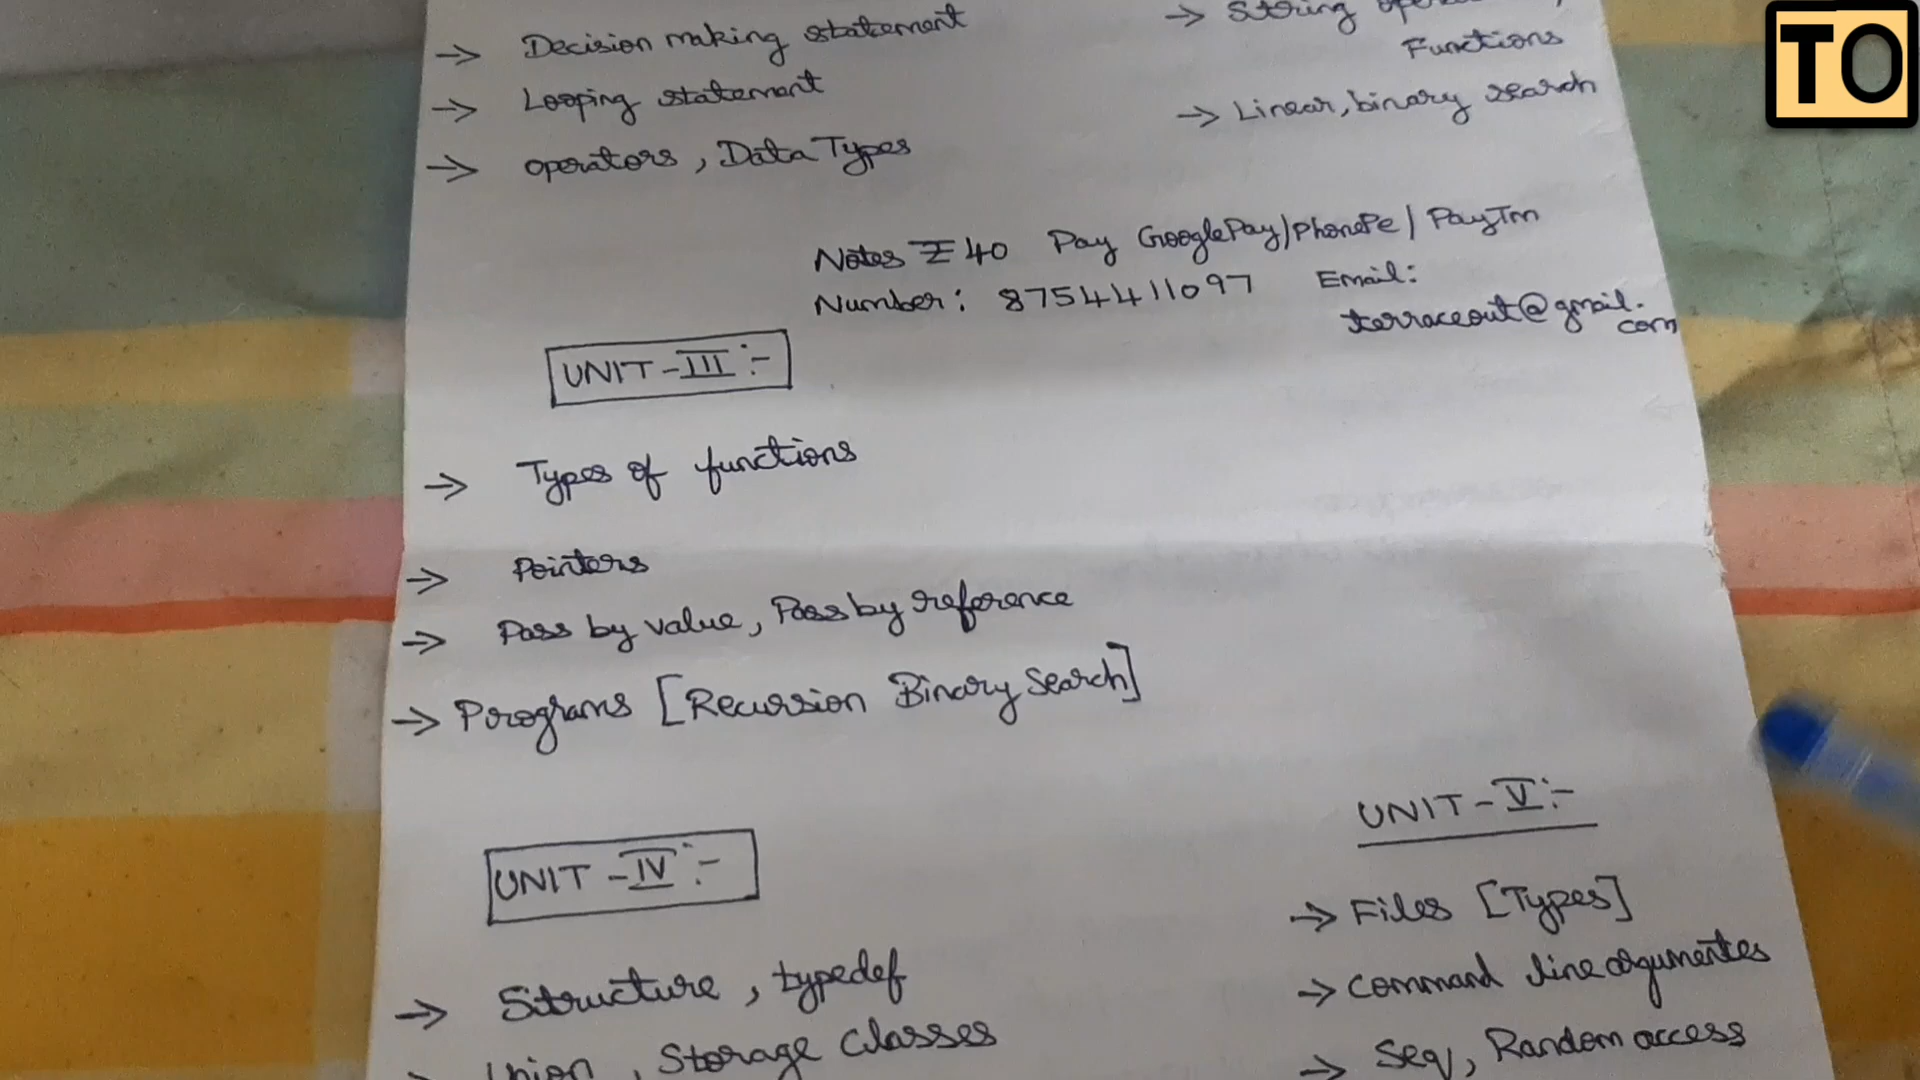 TO
→ Decision making statement
→ Looping statement
→ operators, Data Types
→ String
Functions
→ Linear, binary search
Notes ₹ 40 Pay GooglePay/PhonePe/ PayTm
Number: 8754411097 Email:
terraceout@gmail.
com
UNIT - III :-
→ Types of functions
→ Pointers
→ Pass by value, Pass by reference
→ Programs [Recursion Binary Search]
UNIT - IV :-
→ Structure, typedef
Union, Storage classes
UNIT - V :-
→ Files [Types]
→ Command line argumentes
→ Seq, Random access